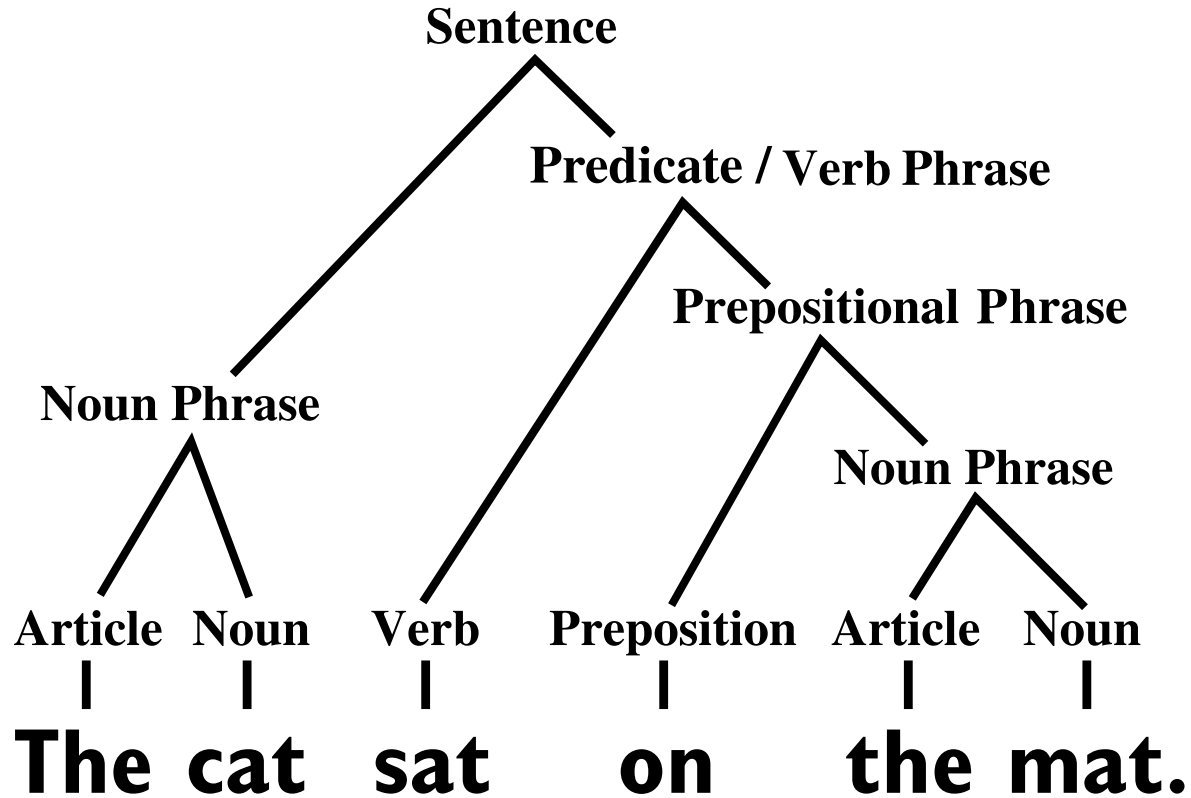 Sentence
Predicate / Verb Phrase
Prepositional Phrase
Noun Phrase
Noun Phrase
Article Noun Verb Preposition Article Noun
The cat sat on the mat.